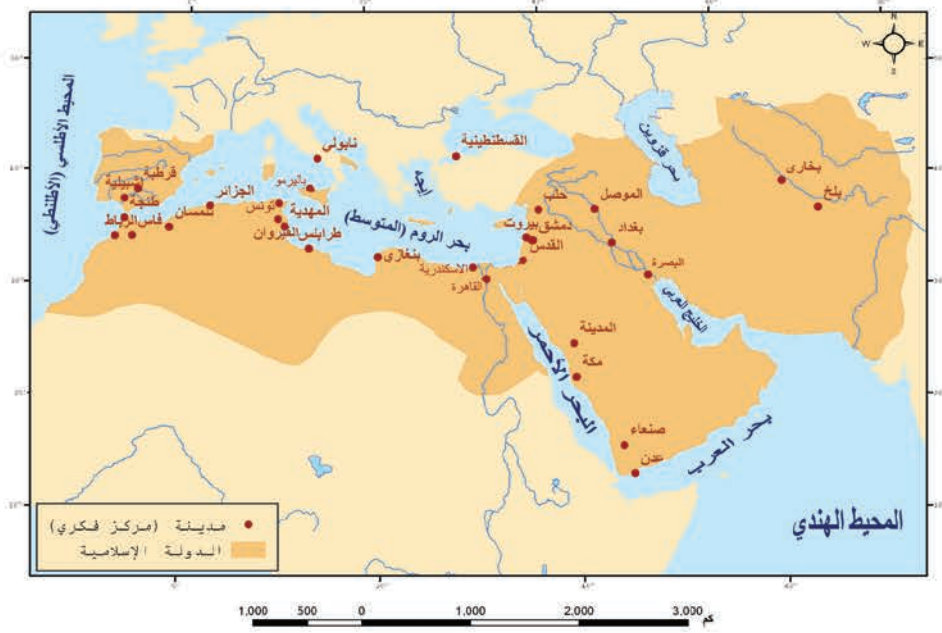 N
W E
S
المحيط الأطلسي (الأطلنطي)
نابولي
القسطنطينية
بحر قزوين
بخارى
بلخ
قرطبة
اشبيلية
طنجة
فاس الرباط
تلمسان
الجزائر
تونس
باليرمو
المهدية
القيروان
طرابلس
إيجه
بحر الروم (المتوسط)
بنغازي
الاسكندرية
القاهرة
حلب
دمشق
بيروت
القدس
الموصل
بغداد
البصرة
الخليج العربي
المدينة
مكة
البحر الأحمر
صنعاء
عدن
بحر العرب
المحيط الهندي
مدينة (مركز فكري)
الدولة الإسلامية
1,000 500 0 1,000 2,000 3,000 كم